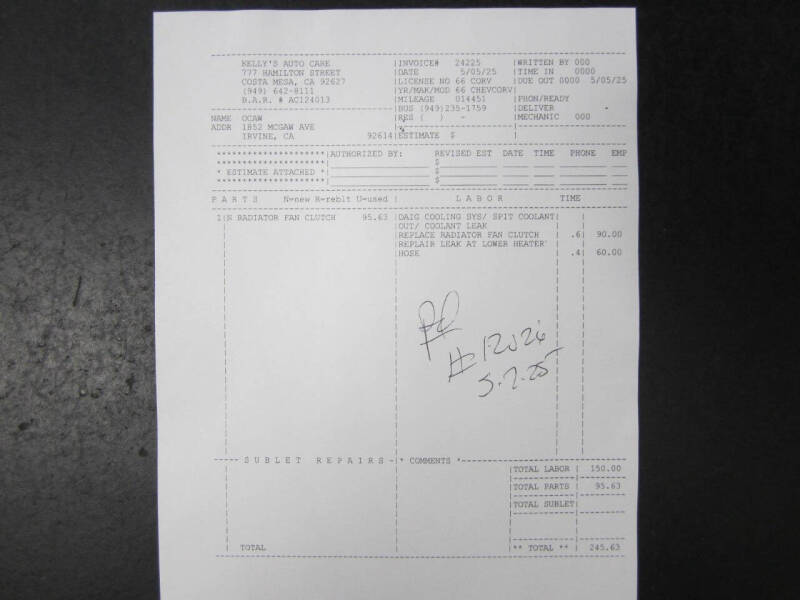 KELLY'S AUTO CARE |INVOICE# 24225 |WRITTEN BY 000
777 HAMILTON STREET |DATE 5/05/25 |TIME IN 0000
COSTA MESA, CA 92627 |LICENSE NO 66 CORV |DUE OUT 0000 5/05/25
(949) 642-8111 |YR/MAK/MOD 66 CHEVCORV|
B.A.R. # AC124013 |MILEAGE 014451 |PHON/READY
|BUS (949)235-1759 |DELIVER -
NAME OCAW |RES ( ) - |MECHANIC 000
ADDR 1852 MCGAW AVE
IRVINE, CA 92614|ESTIMATE $
*********************|AUTHORIZED BY: REVISED EST DATE TIME PHONE EMP
*********************| $
* ESTIMATE ATTACHED *|
*********************| $
P A R T S N=new R=reblt U=used | L A B O R TIME
1|N RADIATOR FAN CLUTCH 95.63 |DAIG COOLING SYS/ SPIT COOLANT|
|OUT/ COOLANT LEAK
|REPLACE RADIATOR FAN CLUTCH | .6| 90.00
|REPLAIR LEAK AT LOWER HEATER
|HOSE | .4| 60.00
5.7.25
- - - - S U B L E T R E P A I R S -|* COMMENTS *
|TOTAL LABOR | 150.00
|TOTAL PARTS | 95.63
|TOTAL SUBLET|
TOTAL |** TOTAL ** | 245.63